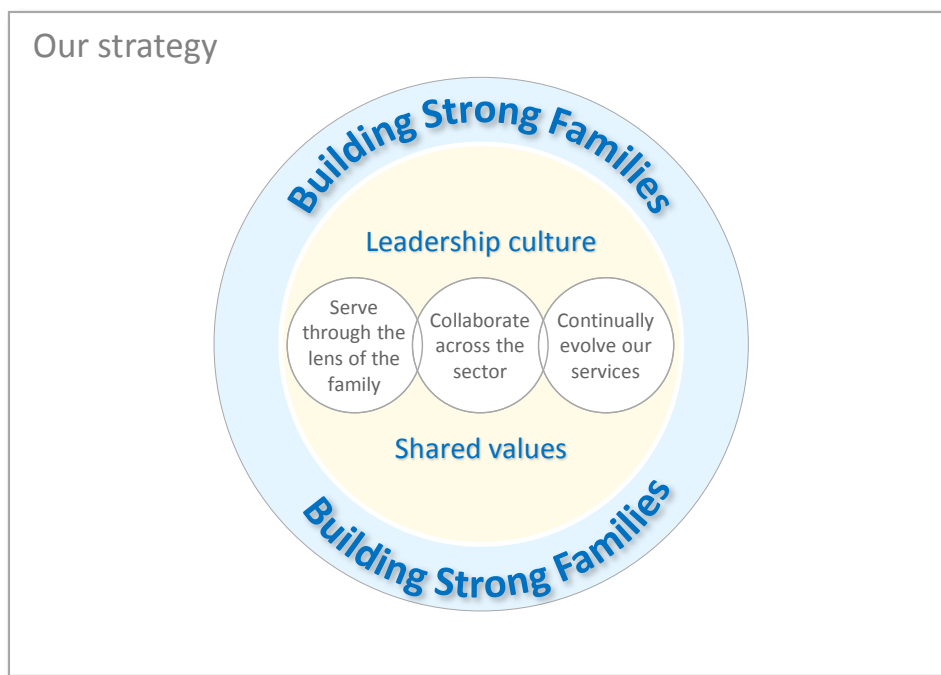 Our strategy
Building Strong Families
Leadership culture
Serve
through the
lens of the
family
Collaborate
across the
sector
Continually
evolve our
services
Shared values
Building Strong Families